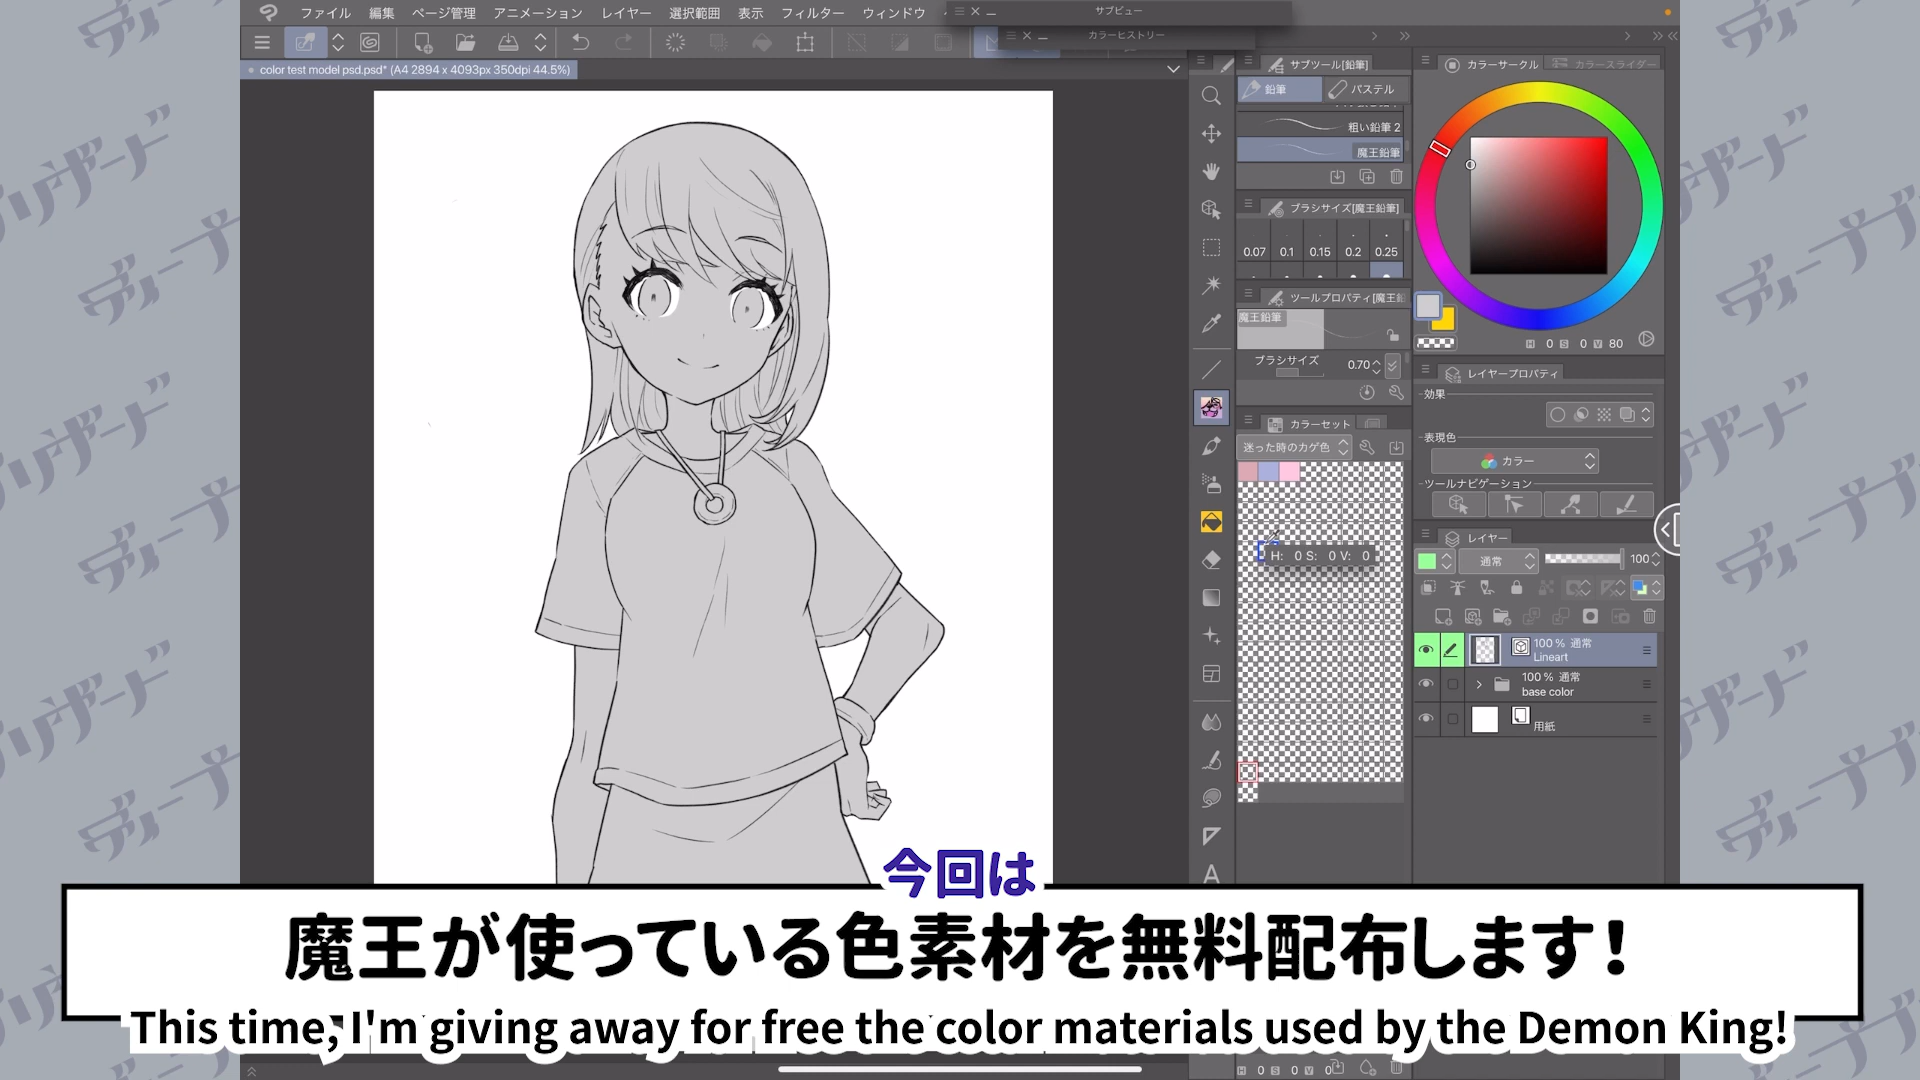 ファイル 編集 ページ管理 アニメーション レイヤー 選択範囲 表示 フィルター ウィンドウ
サブビュー
カラーヒストリー
color test model psd.psd* (A4 2894 x 4093px 350dpi 44.5%)
サブツール[鉛筆]
鉛筆 パステル
粗い鉛筆 2
魔王鉛筆
ブラシサイズ[魔王鉛筆]
0.07 0.1 0.15 0.2 0.25
ツールプロパティ[魔王鉛
魔王鉛筆
ブラシサイズ 0.70
カラーセット
迷った時のカゲ色
H: 0 S: 0 V: 0
カラーサークル カラースライダー
H 0 S 0 V 80
レイヤープロパティ
効果
表現色
カラー
ツールナビゲーション
レイヤー
通常 100
100 % 通常
Lineart
100 % 通常
base color
用紙
A
H 0 S 0 V 0
ディープブリザード
今回は
魔王が使っている色素材を無料配布します!
This time, I'm giving away for free the color materials used by the Demon King!